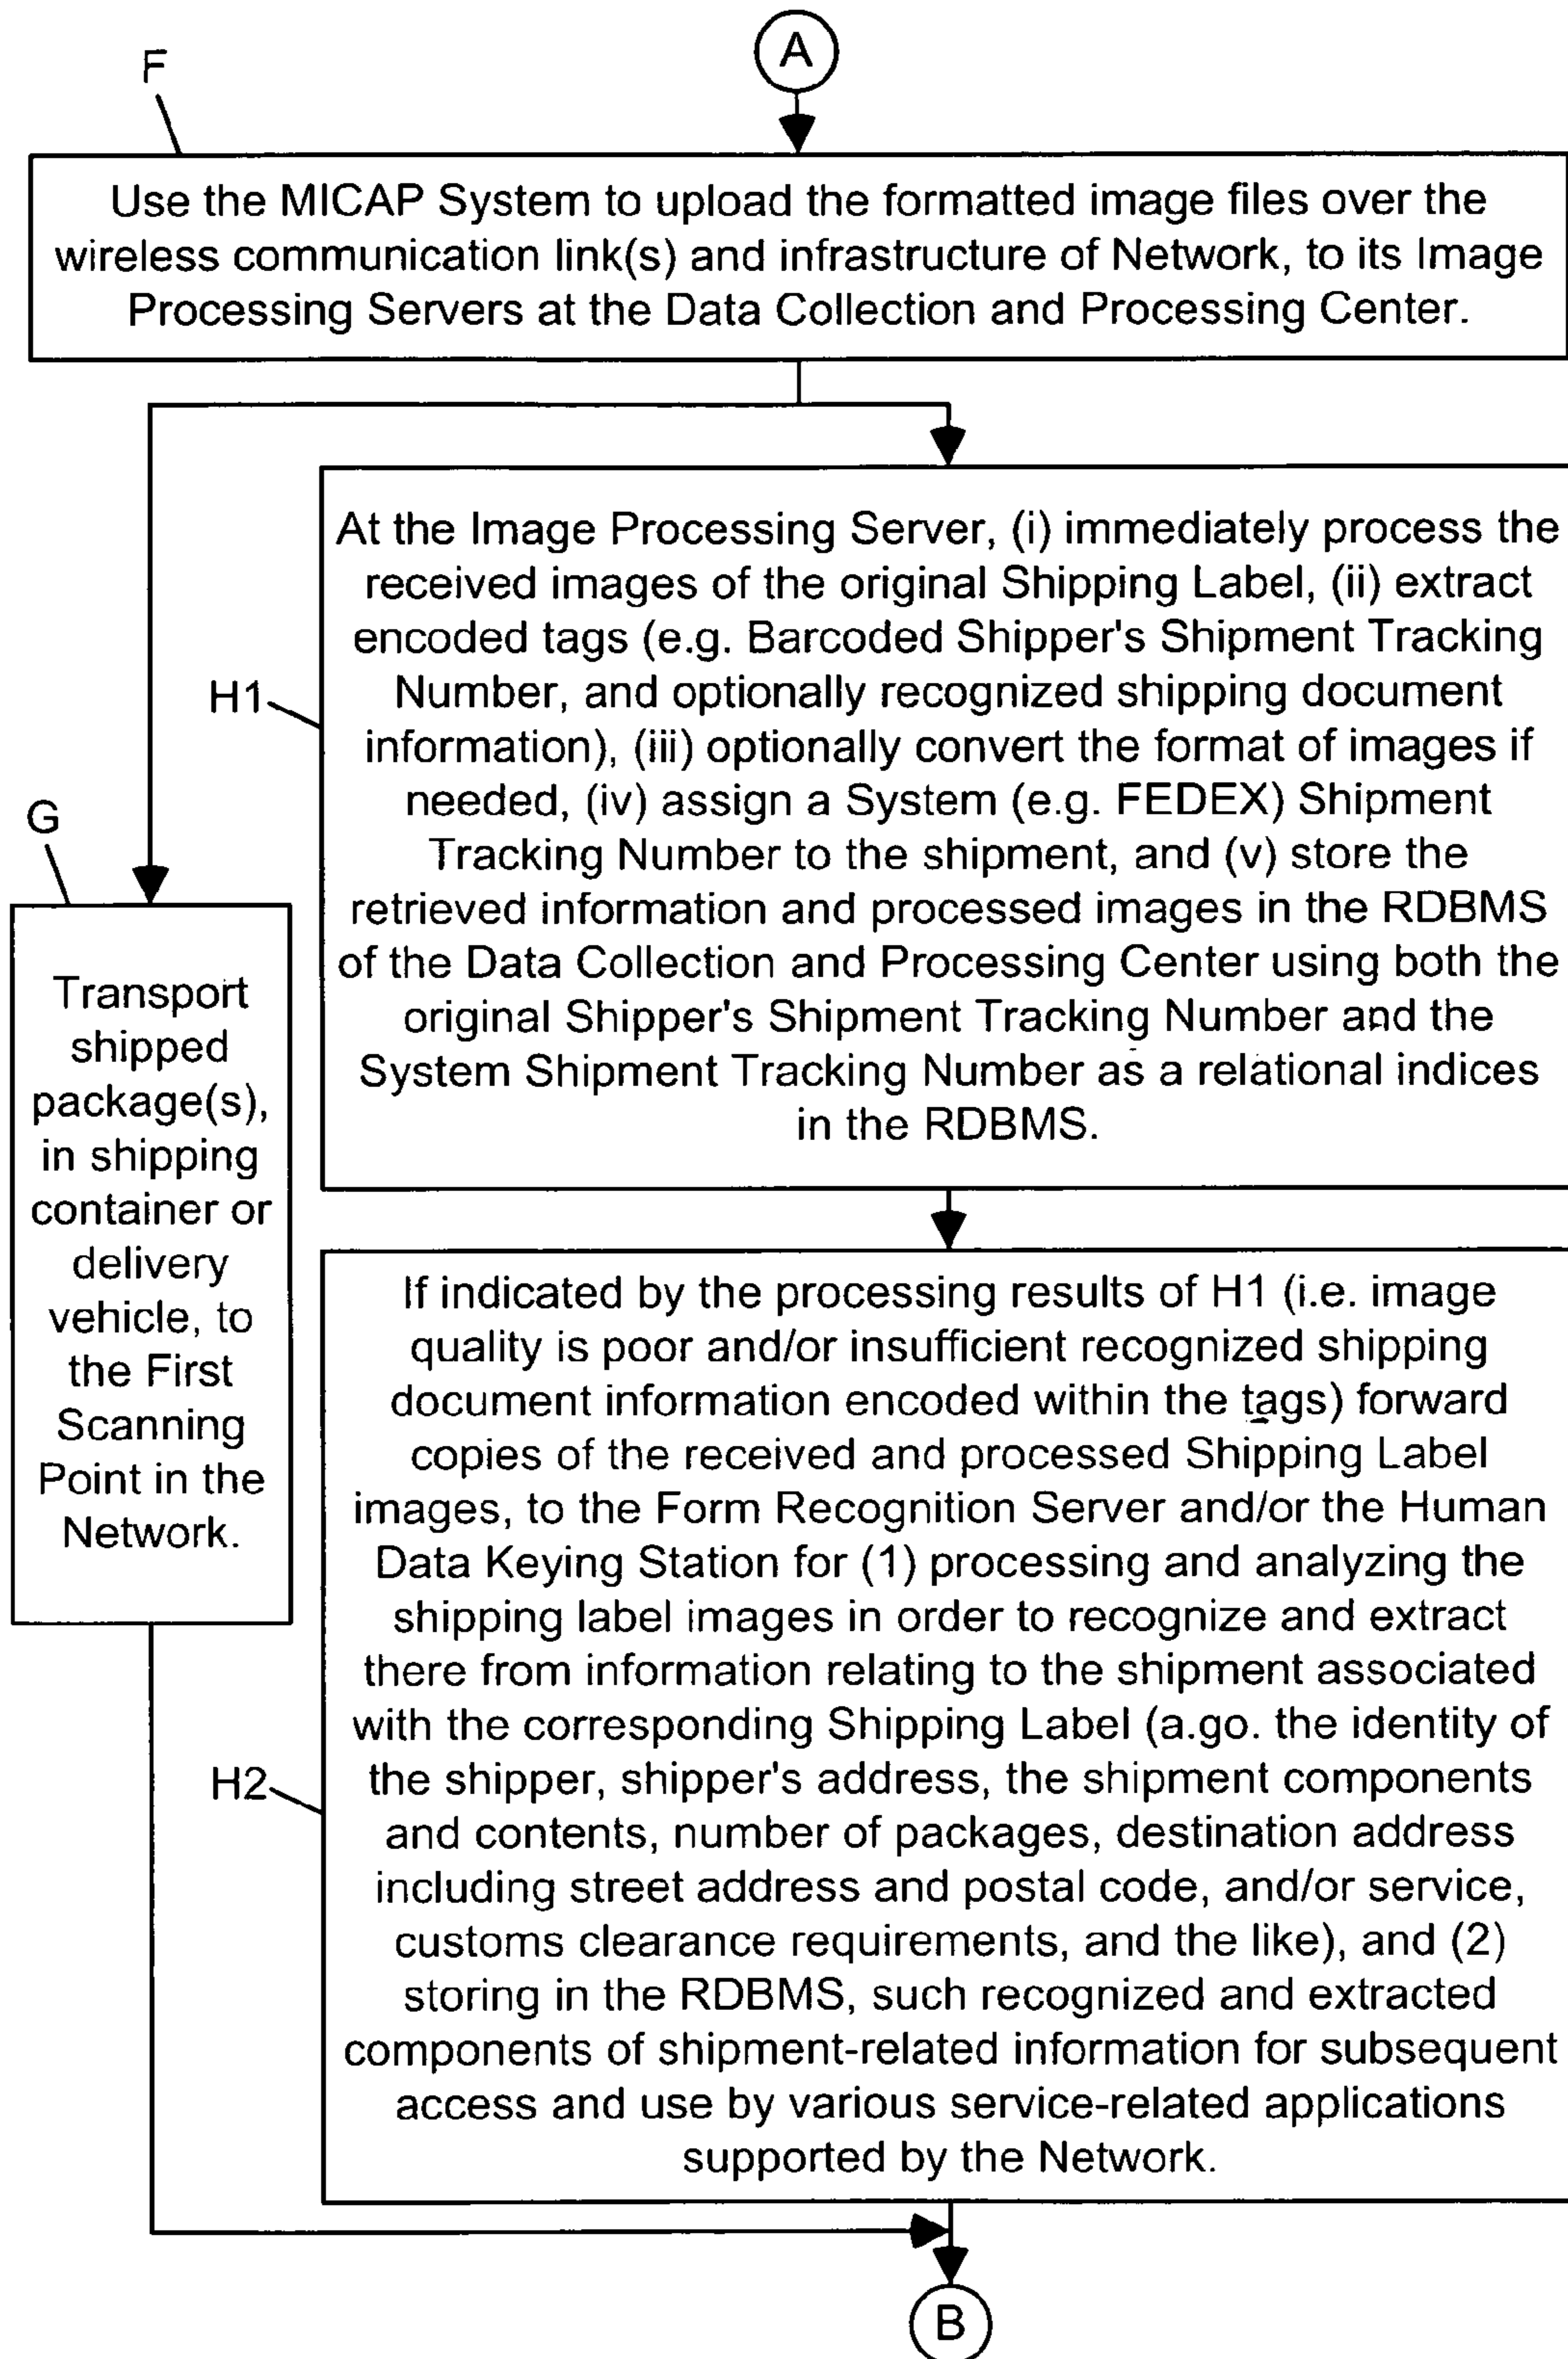 A
F
Use the MICAP System to upload the formatted image files over the
wireless communication link(s) and infrastructure of Network, to its Image
Processing Servers at the Data Collection and Processing Center.
H1
At the Image Processing Server, (i) immediately process the
received images of the original Shipping Label, (ii) extract
encoded tags (e.g. Barcoded Shipper's Shipment Tracking
Number, and optionally recognized shipping document
information), (iii) optionally convert the format of images if
needed, (iv) assign a System (e.g. FEDEX) Shipment
Tracking Number to the shipment, and (v) store the
retrieved information and processed images in the RDBMS
of the Data Collection and Processing Center using both the
original Shipper's Shipment Tracking Number and the
System Shipment Tracking Number as a relational indices
in the RDBMS.
G
Transport
shipped
package(s),
in shipping
container or
delivery
vehicle, to
the First
Scanning
Point in the
Network.
H2
If indicated by the processing results of H1 (i.e. image
quality is poor and/or insufficient recognized shipping
document information encoded within the tags) forward
copies of the received and processed Shipping Label
images, to the Form Recognition Server and/or the Human
Data Keying Station for (1) processing and analyzing the
shipping label images in order to recognize and extract
there from information relating to the shipment associated
with the corresponding Shipping Label (a.go. the identity of
the shipper, shipper's address, the shipment components
and contents, number of packages, destination address
including street address and postal code, and/or service,
customs clearance requirements, and the like), and (2)
storing in the RDBMS, such recognized and extracted
components of shipment-related information for subsequent
access and use by various service-related applications
supported by the Network.
B